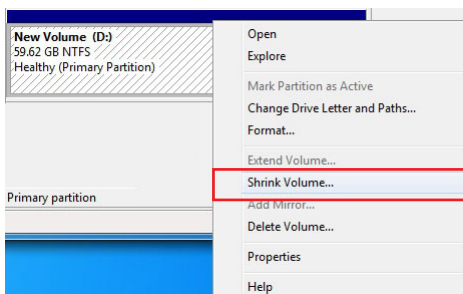 New Volume (D:)
59.62 GB NTFS
Healthy (Primary Partition)
Primary partition
Open
Explore
Mark Partition as Active
Change Drive Letter and Paths...
Format...
Extend Volume...
Shrink Volume...
Add Mirror...
Delete Volume...
Properties
Help